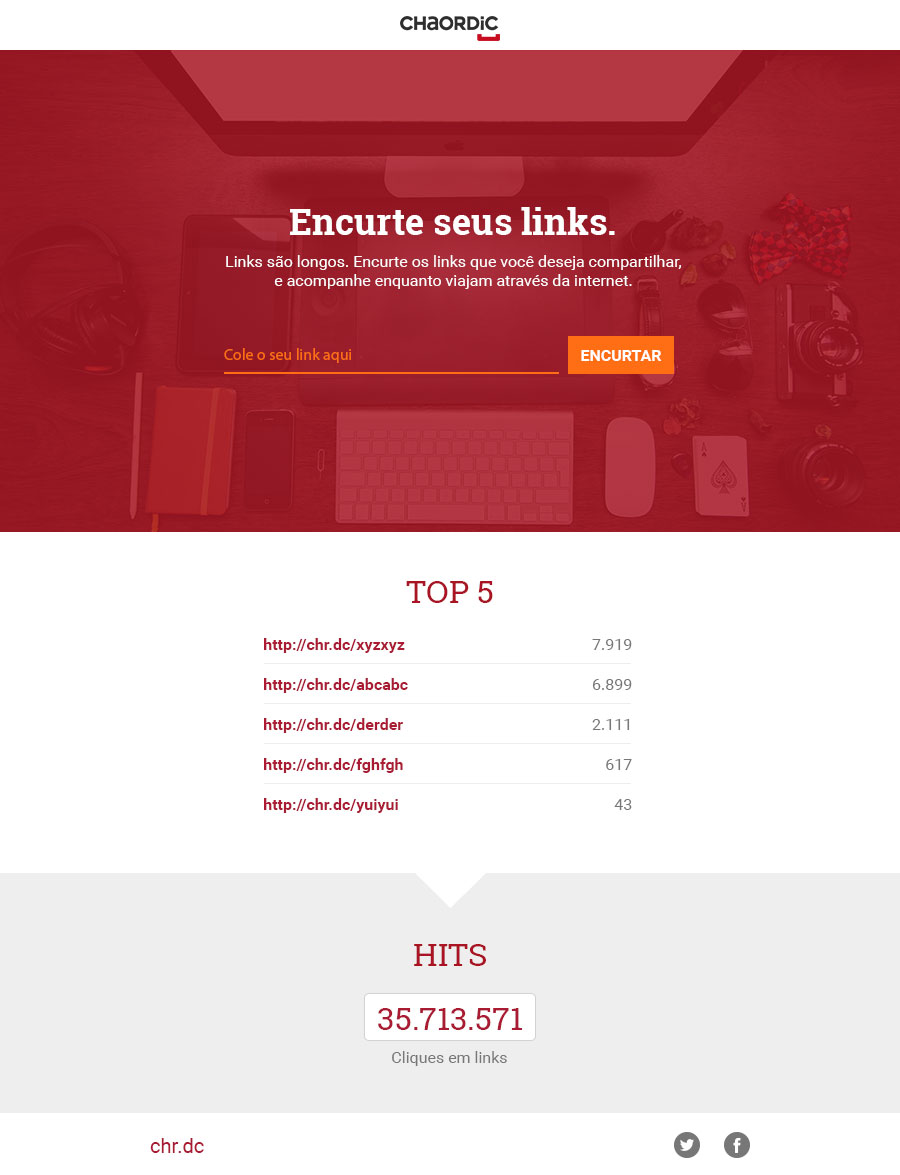 CHAORDiC
Encurte seus links.
Links são longos. Encurte os links que você deseja compartilhar,
e acompanhe enquanto viajam através da internet.
Cole o seu link aqui
ENCURTAR
A
TOP 5
http://chr.dc/xyzxyz 7.919
http://chr.dc/abcabc 6.899
http://chr.dc/derder 2.111
http://chr.dc/fghfgh 617
http://chr.dc/yuiyui 43
HITS
35.713.571
Cliques em links
chr.dc